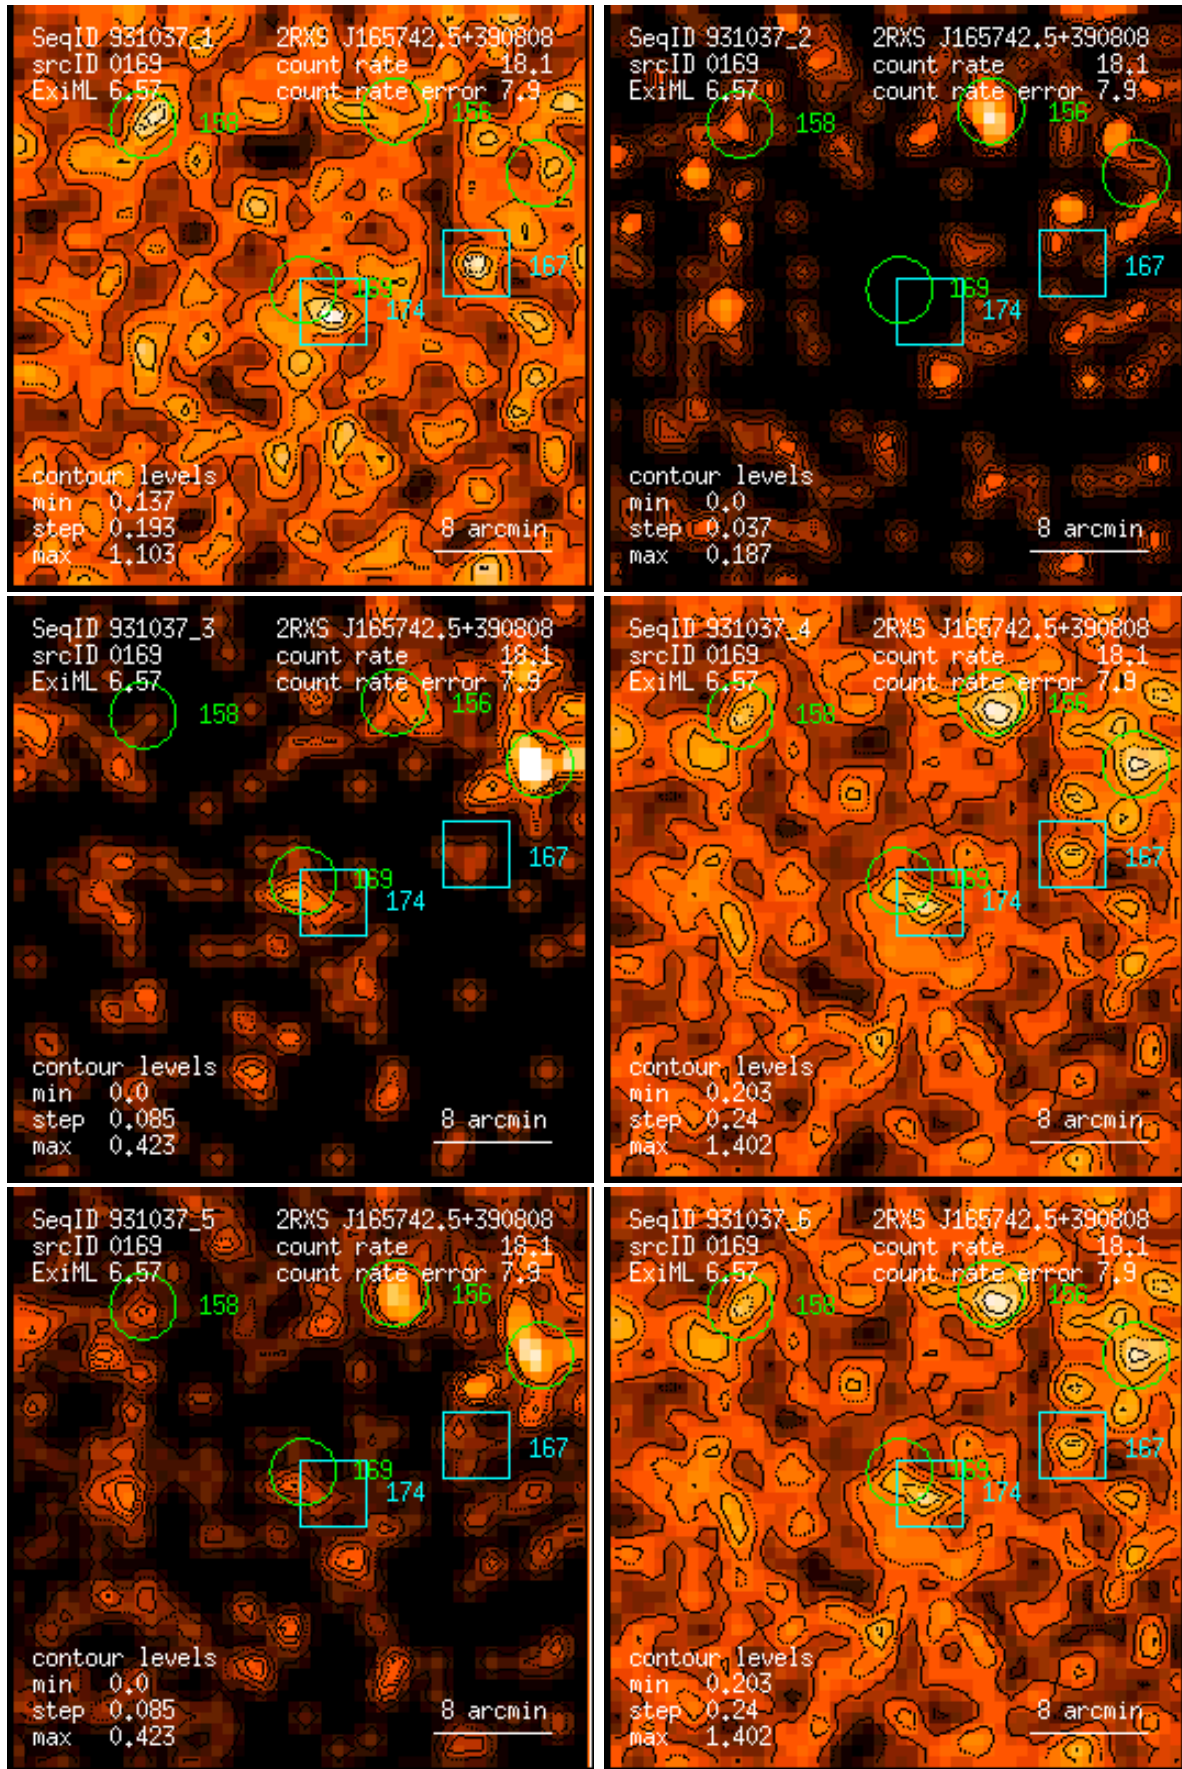 SeqID 931037_1 2RXS J165742.5+390808
srcID 0169 count rate 18.1
ExiML 6.57 count rate error 7.9
158 156
167
169
174
contour levels
min 0.137
step 0.193 8 arcmin
max 1.103
SeqID 931037_2 2RXS J165742.5+390808
srcID 0169 count rate 18.1
ExiML 6.57 count rate error 7.9
158 156
167
169
174
contour levels
min 0.0
step 0.037 8 arcmin
max 0.187
SeqID 931037_3 2RXS J165742.5+390808
srcID 0169 count rate 18.1
ExiML 6.57 count rate error 7.9
158 156
167
169
174
contour levels
min 0.0
step 0.085 8 arcmin
max 0.423
SeqID 931037_4 2RXS J165742.5+390808
srcID 0169 count rate 18.1
ExiML 6.57 count rate error 7.9
158 156
167
169
174
contour levels
min 0.203
step 0.24 8 arcmin
max 1.402
SeqID 931037_5 2RXS J165742.5+390808
srcID 0169 count rate 18.1
ExiML 6.57 count rate error 7.9
158 156
167
169
174
contour levels
min 0.0
step 0.085 8 arcmin
max 0.423
SeqID 931037_6 2RXS J165742.5+390808
srcID 0169 count rate 18.1
ExiML 6.57 count rate error 7.9
158 156
167
169
174
contour levels
min 0.203
step 0.24 8 arcmin
max 1.402